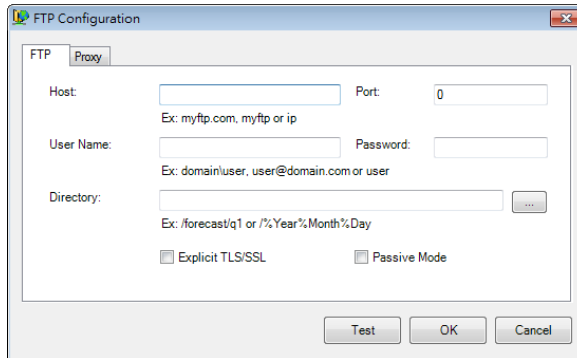 FTP Configuration
FTP Proxy
Host: Port: 0
Ex: myftp.com, myftp or ip
User Name: Password:
Ex: domain\user, user@domain.com or user
Directory: ...
Ex: /forecast/q1 or /%Year%Month%Day
Explicit TLS/SSL Passive Mode
Test OK Cancel